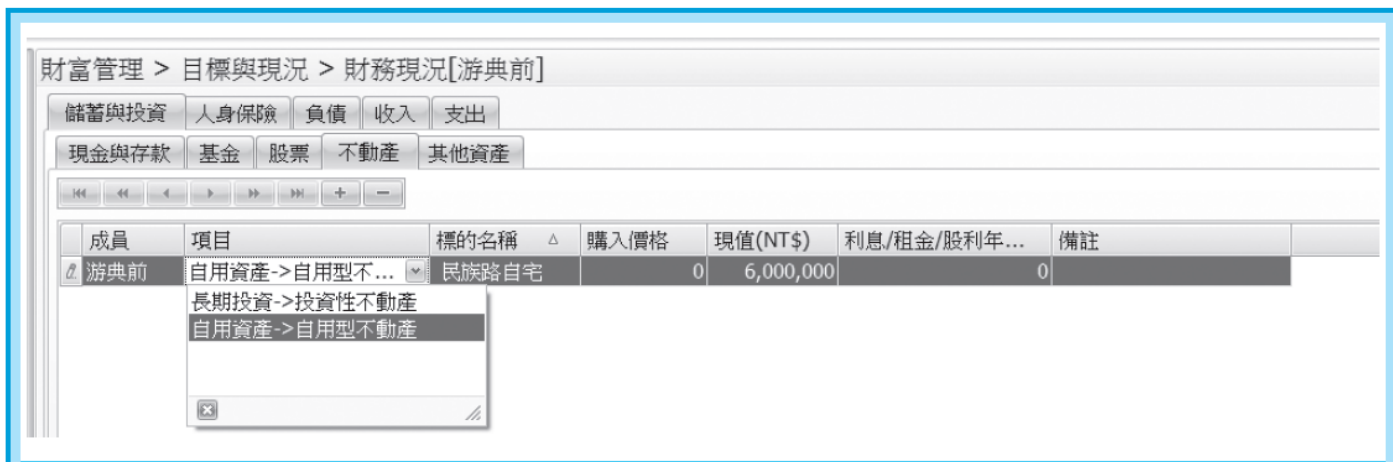 財富管理 > 目標與現況 > 財務現況[游典前]
儲蓄與投資 人身保險 負債 收入 支出
現金與存款 基金 股票 不動產 其他資產
成員 項目 標的名稱 購入價格 現值(NT$) 利息/租金/股利年... 備註
游典前 自用資產->自用型不... 民族路自宅 0 6,000,000 0
長期投資->投資性不動產
自用資產->自用型不動產